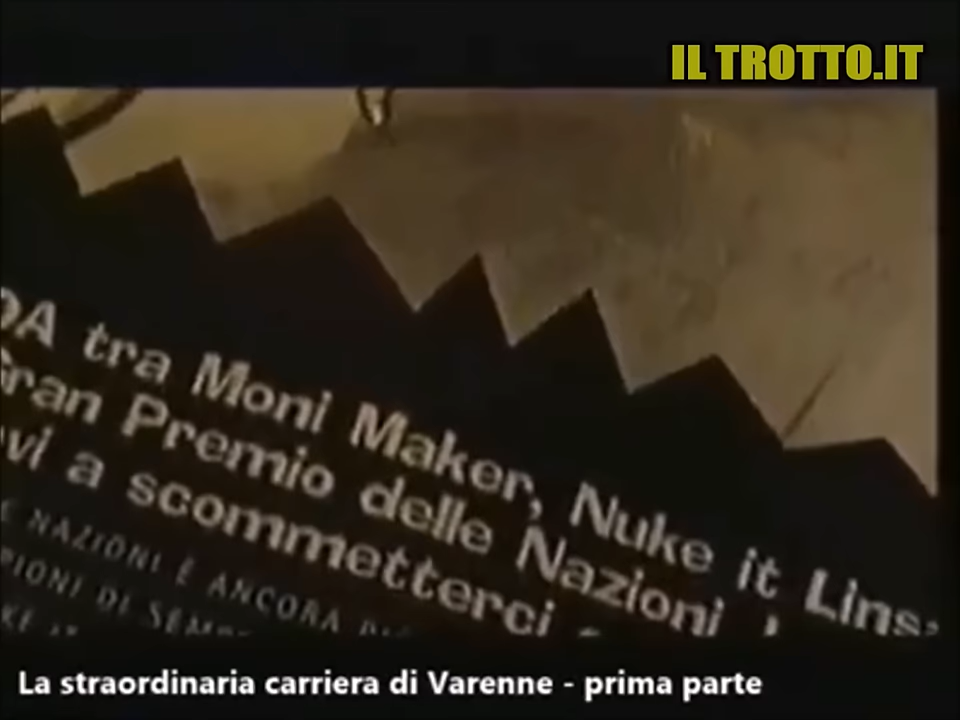 IL TROTTO.IT
DA tra Moni Maker, Nuke it Lins
Gran Premio delle Nazioni
vi a scommetterci
NAZIONI È ANCORA
DI
La straordinaria carriera di Varenne - prima parte